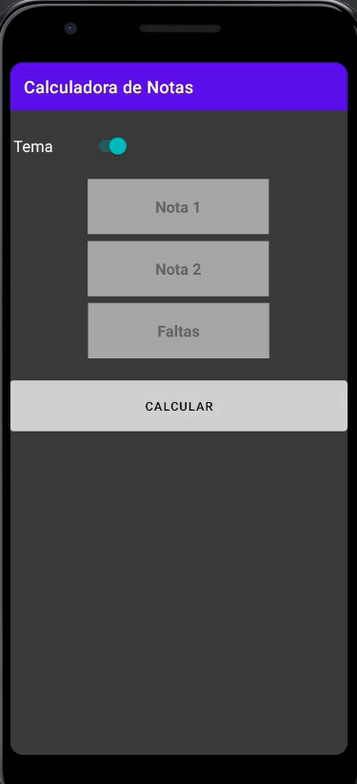 Calculadora de Notas
Tema
Nota 1
Nota 2
Faltas
CALCULAR